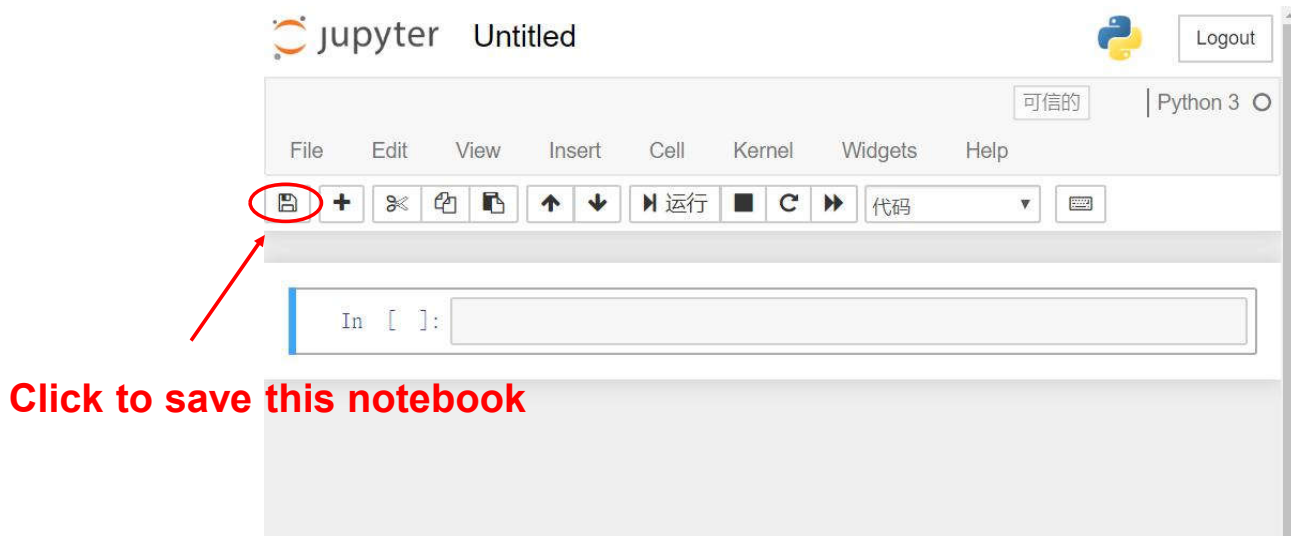 jupyter Untitled Logout
可信的 Python 3
File Edit View Insert Cell Kernel Widgets Help
运行 代码
In [ ]:
Click to save this notebook